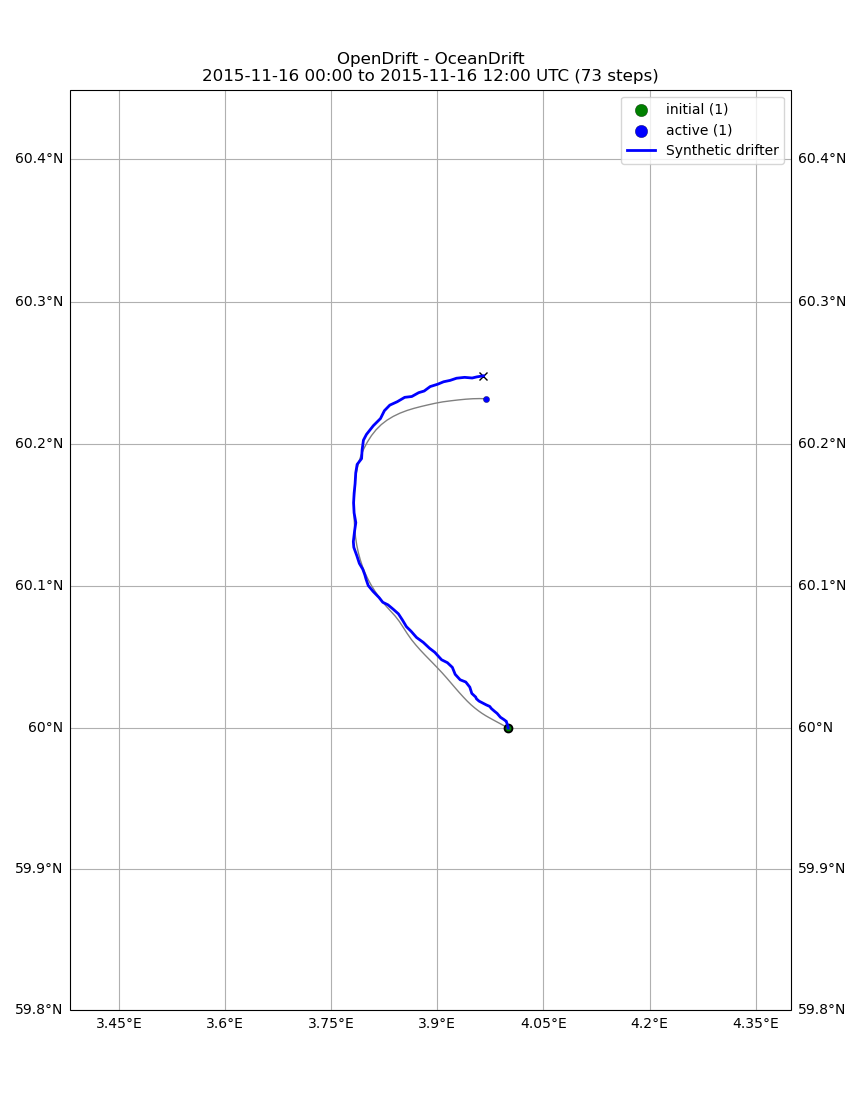 OpenDrift - OceanDrift
2015-11-16 00:00 to 2015-11-16 12:00 UTC (73 steps)
initial (1)
active (1)
Synthetic drifter
60.4°N
60.4°N
60.3°N
60.3°N
60.2°N
60.2°N
60.1°N
60.1°N
60°N
60°N
59.9°N
59.9°N
59.8°N
59.8°N
3.45°E 3.6°E 3.75°E 3.9°E 4.05°E 4.2°E 4.35°E